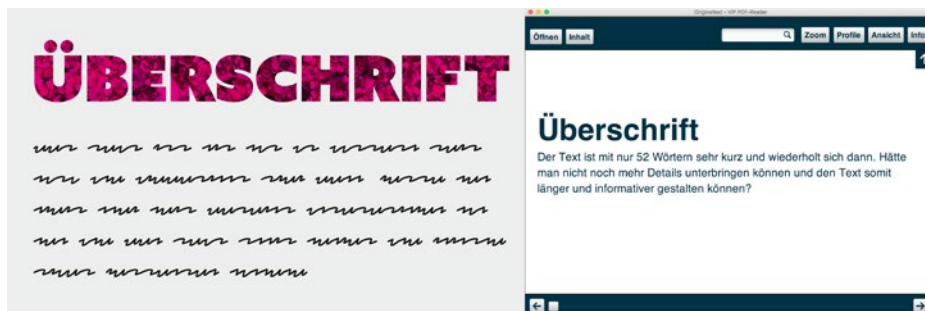 ÜBERSCHRIFT
Originaltext – VIP PDF-Reader
Öffnen Inhalt Zoom Profile Ansicht Info
Überschrift
Der Text ist mit nur 52 Wörtern sehr kurz und wiederholt sich dann. Hätte
man nicht noch mehr Details unterbringen können und den Text somit
länger und informativer gestalten können?